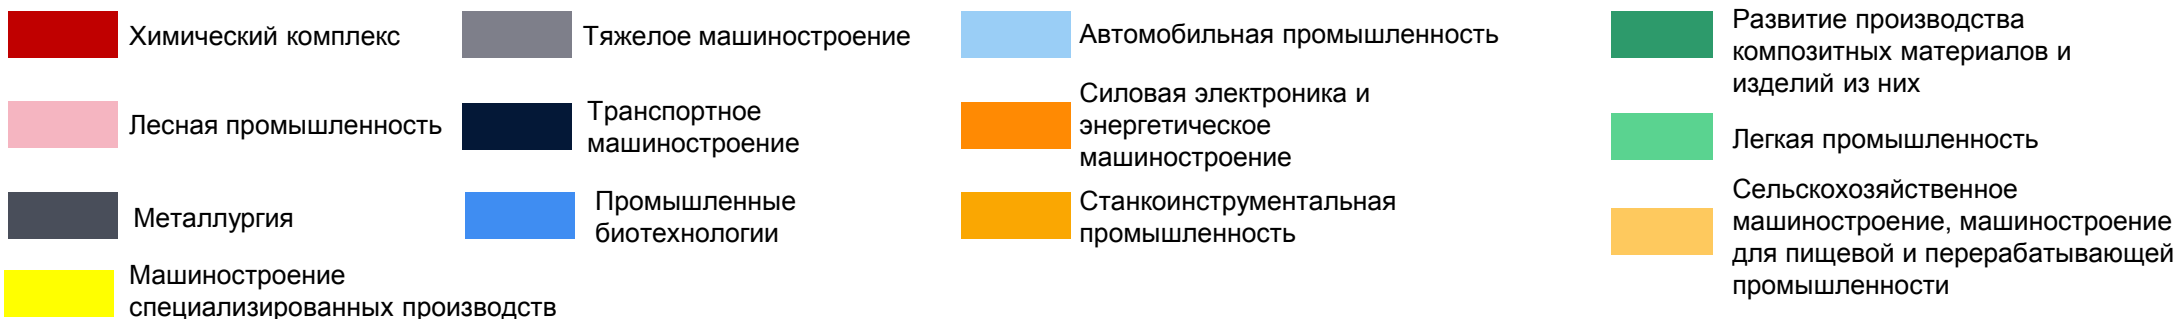 Химический комплекс
Тяжелое машиностроение
Автомобильная промышленность
Развитие производства
композитных материалов и
изделий из них
Лесная промышленность
Транспортное
машиностроение
Силовая электроника и
энергетическое
машиностроение
Легкая промышленность
Металлургия
Промышленные
биотехнологии
Станкоинструментальная
промышленность
Сельскохозяйственное
машиностроение, машиностроение
для пищевой и перерабатывающей
промышленности
Машиностроение
специализированных производств